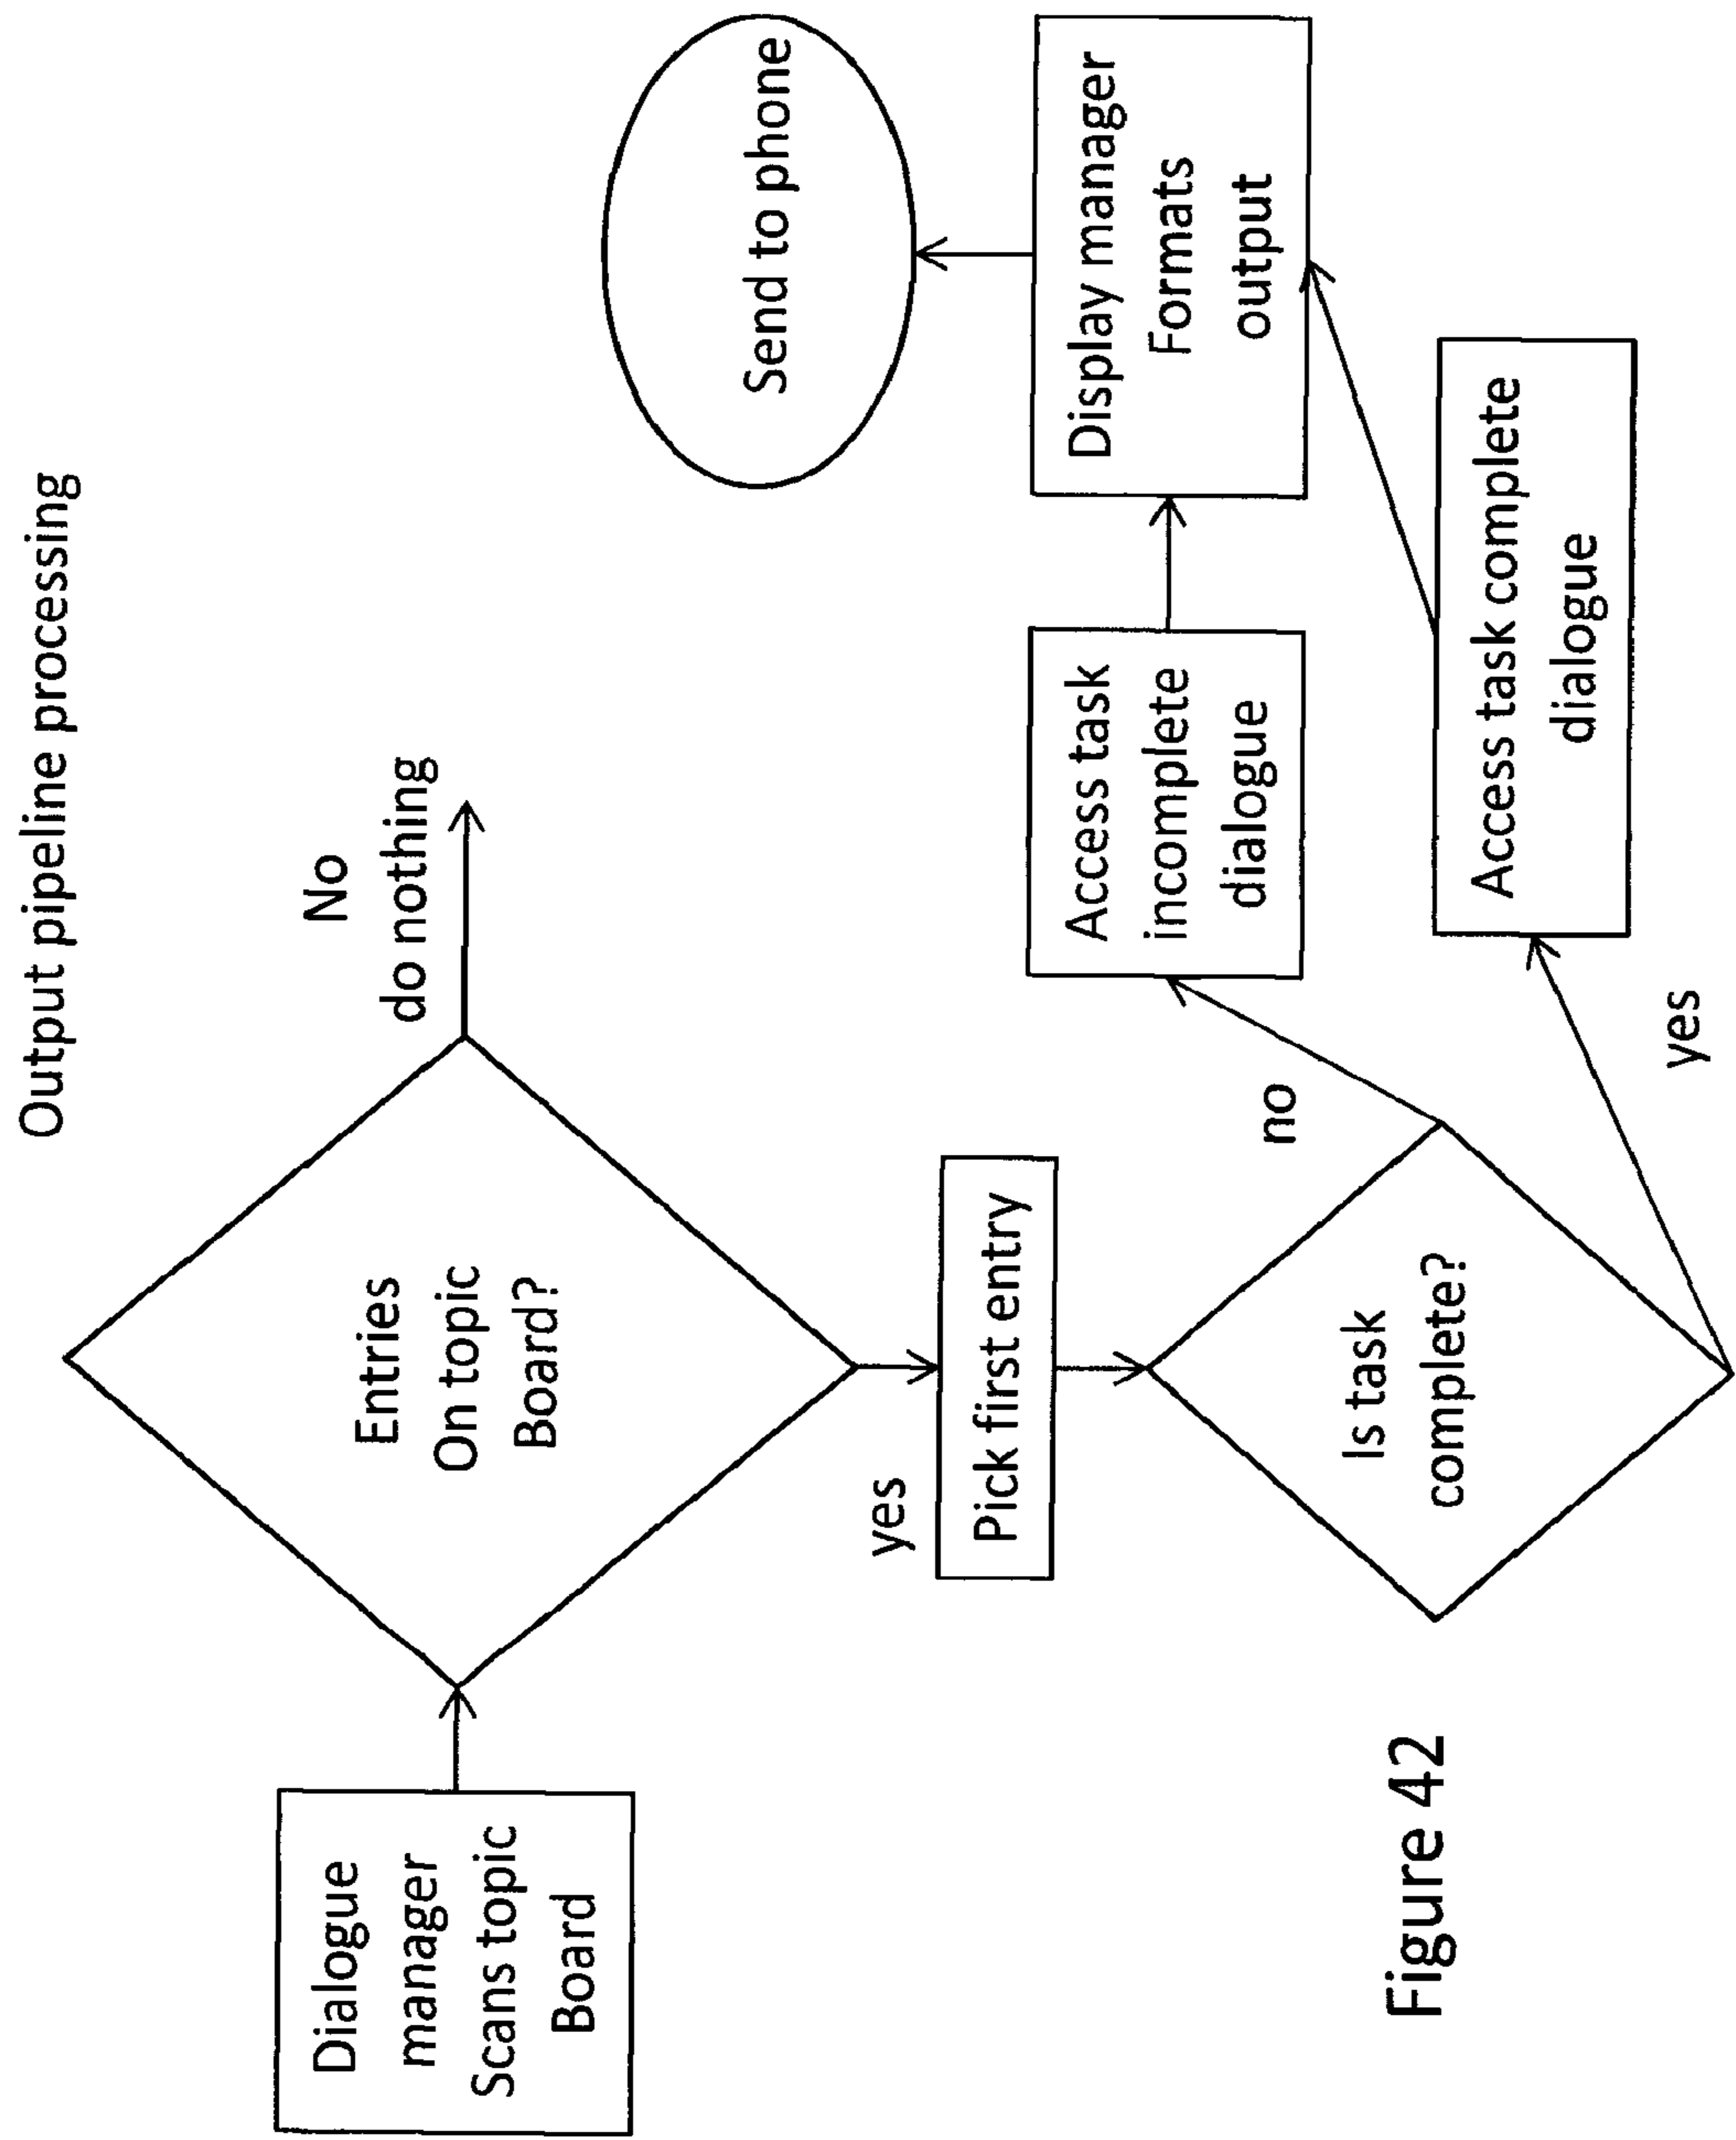 Output pipeline processing
Dialogue
manager
Scans topic
Board
Entries
On topic
Board?
No
do nothing
yes
Pick first entry
Is task
complete?
no
yes
Access task
incomplete
dialogue
Access task complete
dialogue
Display manager
Formats
output
Send to phone
Figure 42